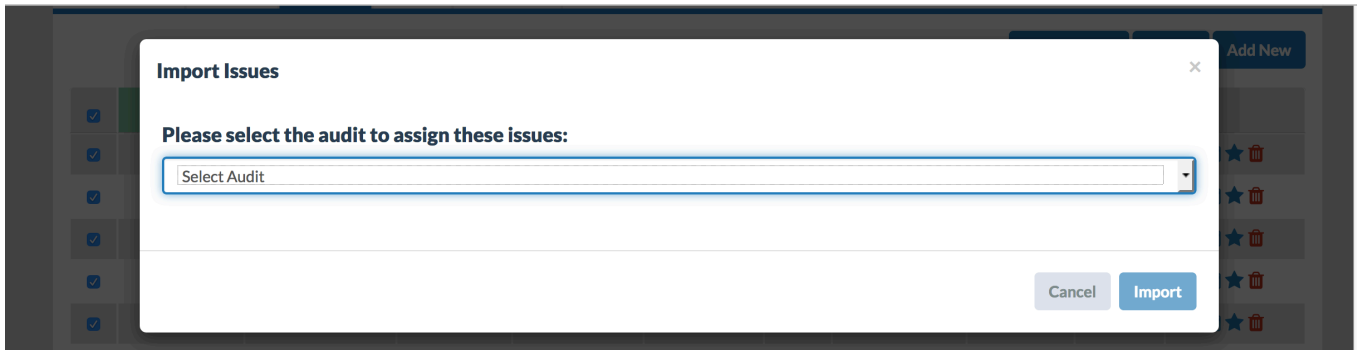 Add New
Import Issues
×
Please select the audit to assign these issues:
Select Audit
Cancel
Import